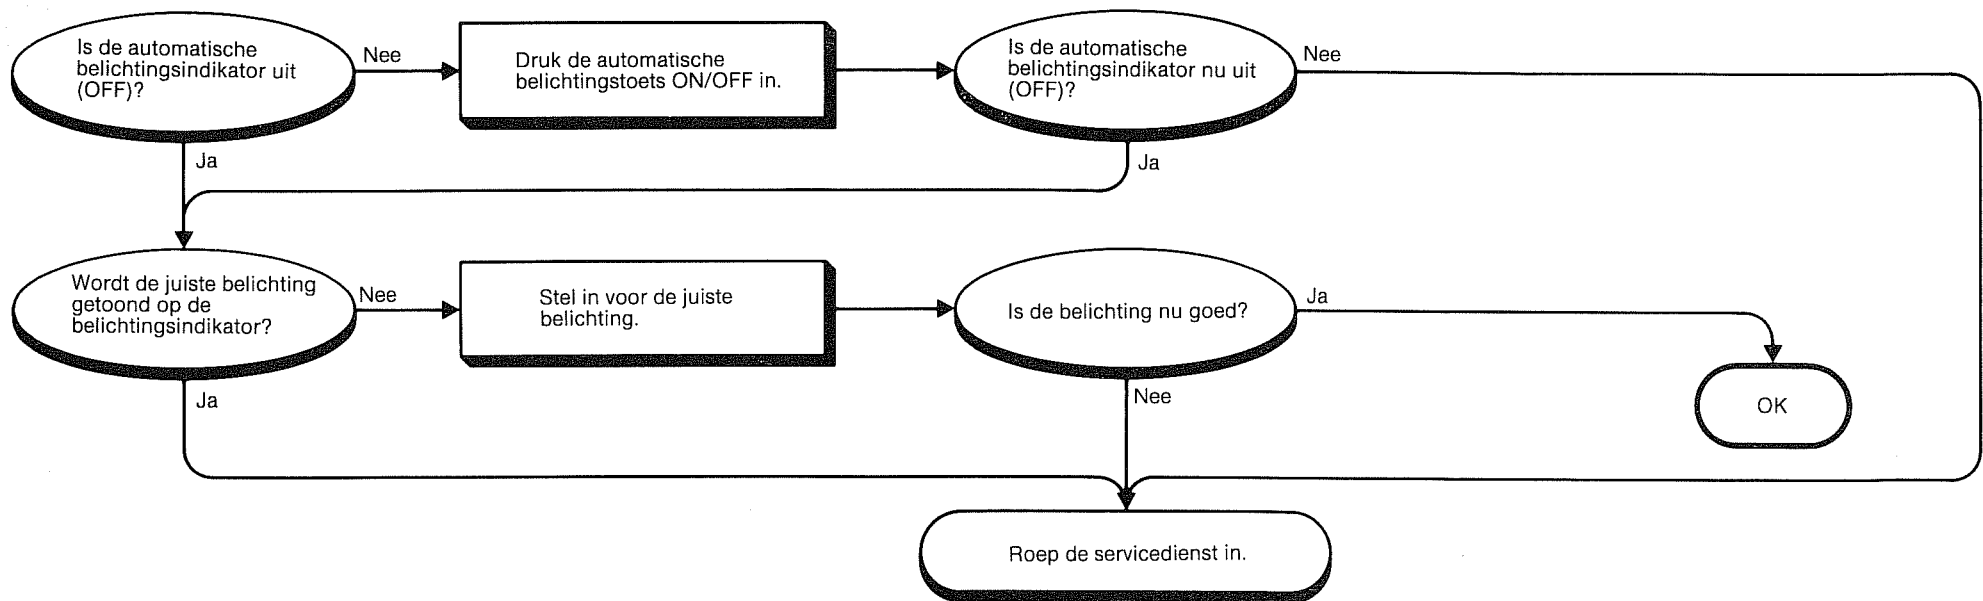 Is de automatische
belichtingsindikator uit
(OFF)?
Nee
Druk de automatische
belichtingstoets ON/OFF in.
Is de automatische
belichtingsindikator nu uit
(OFF)?
Nee
Ja
Ja
Wordt de juiste belichting
getoond op de
belichtingsindikator?
Nee
Stel in voor de juiste
belichting.
Is de belichting nu goed?
Ja
Ja
Nee
OK
Roep de servicedienst in.